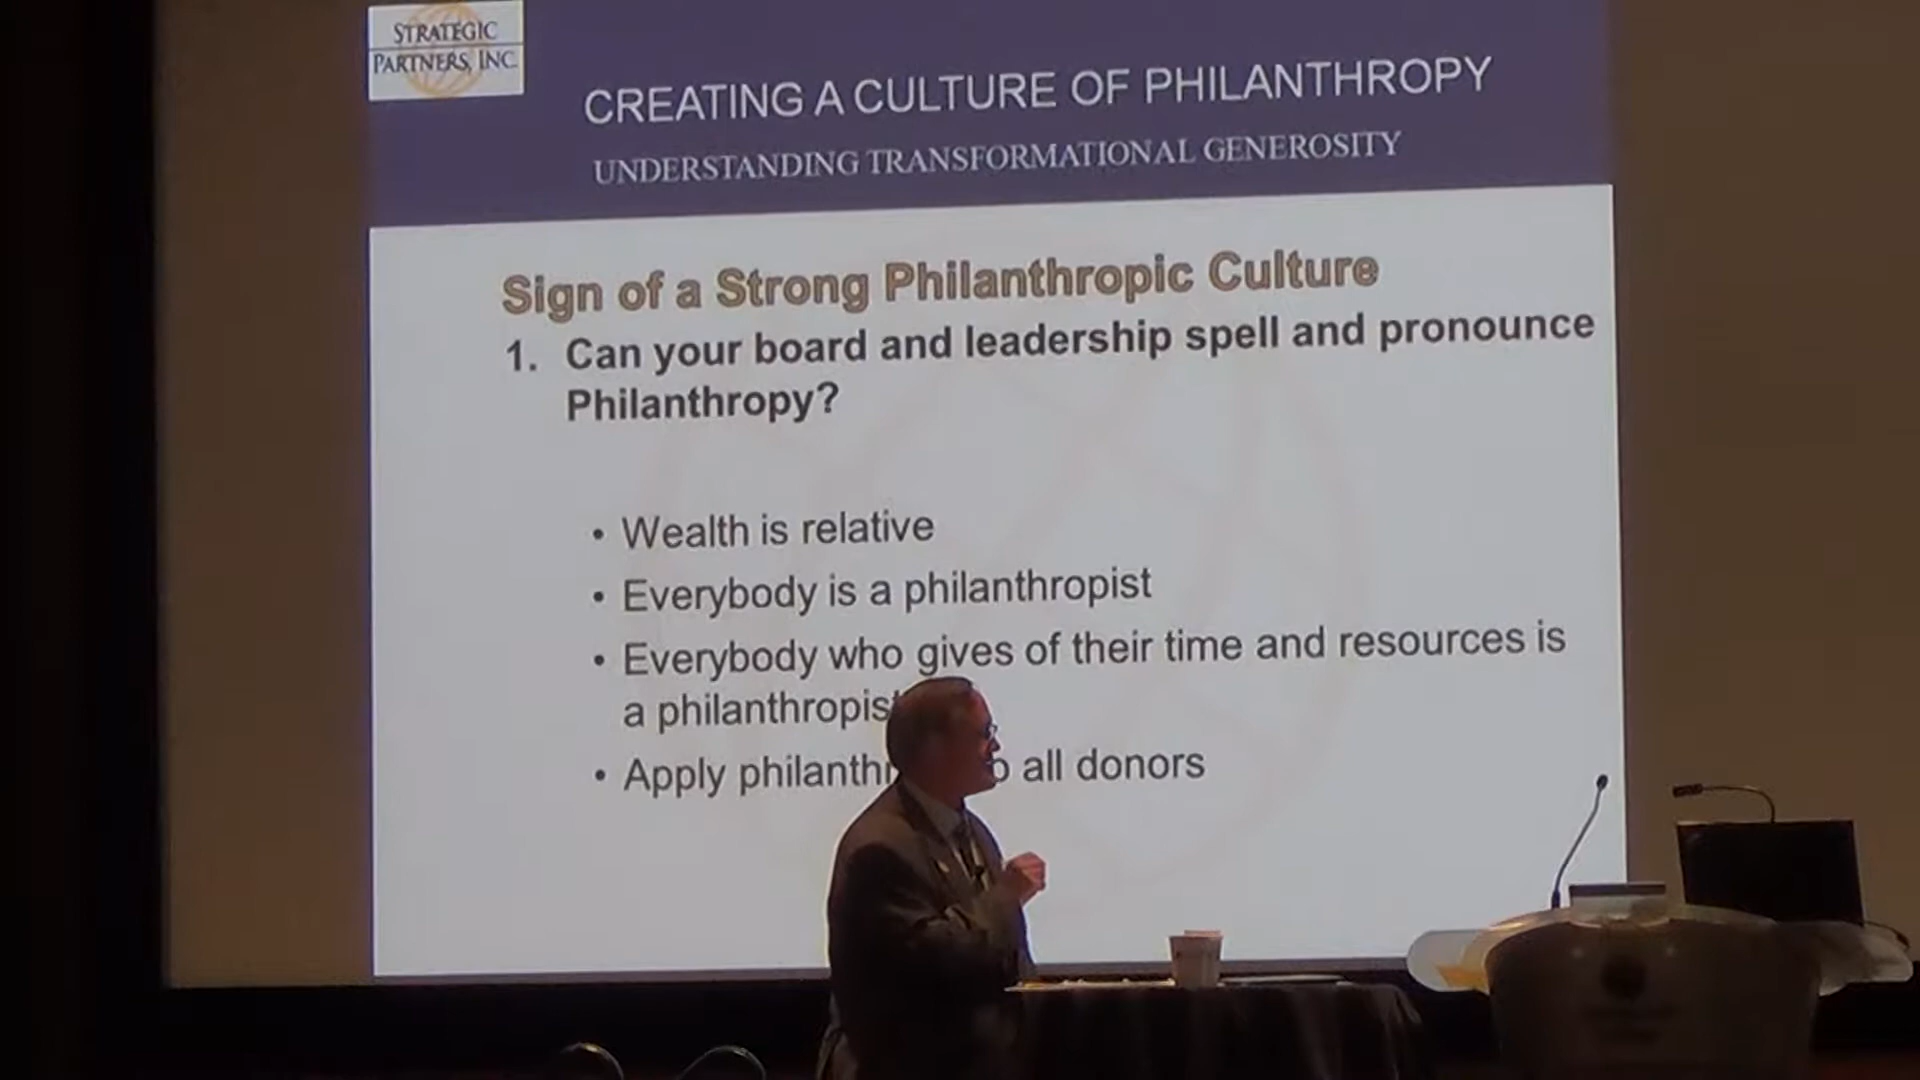 STRATEGIC
PARTNERS, INC.
CREATING A CULTURE OF PHILANTHROPY
UNDERSTANDING TRANSFORMATIONAL GENEROSITY
Sign of a Strong Philanthropic Culture
1. Can your board and leadership spell and pronounce
Philanthropy?
• Wealth is relative
• Everybody is a philanthropist
• Everybody who gives of their time and resources is
a philanthropist
• Apply all donors